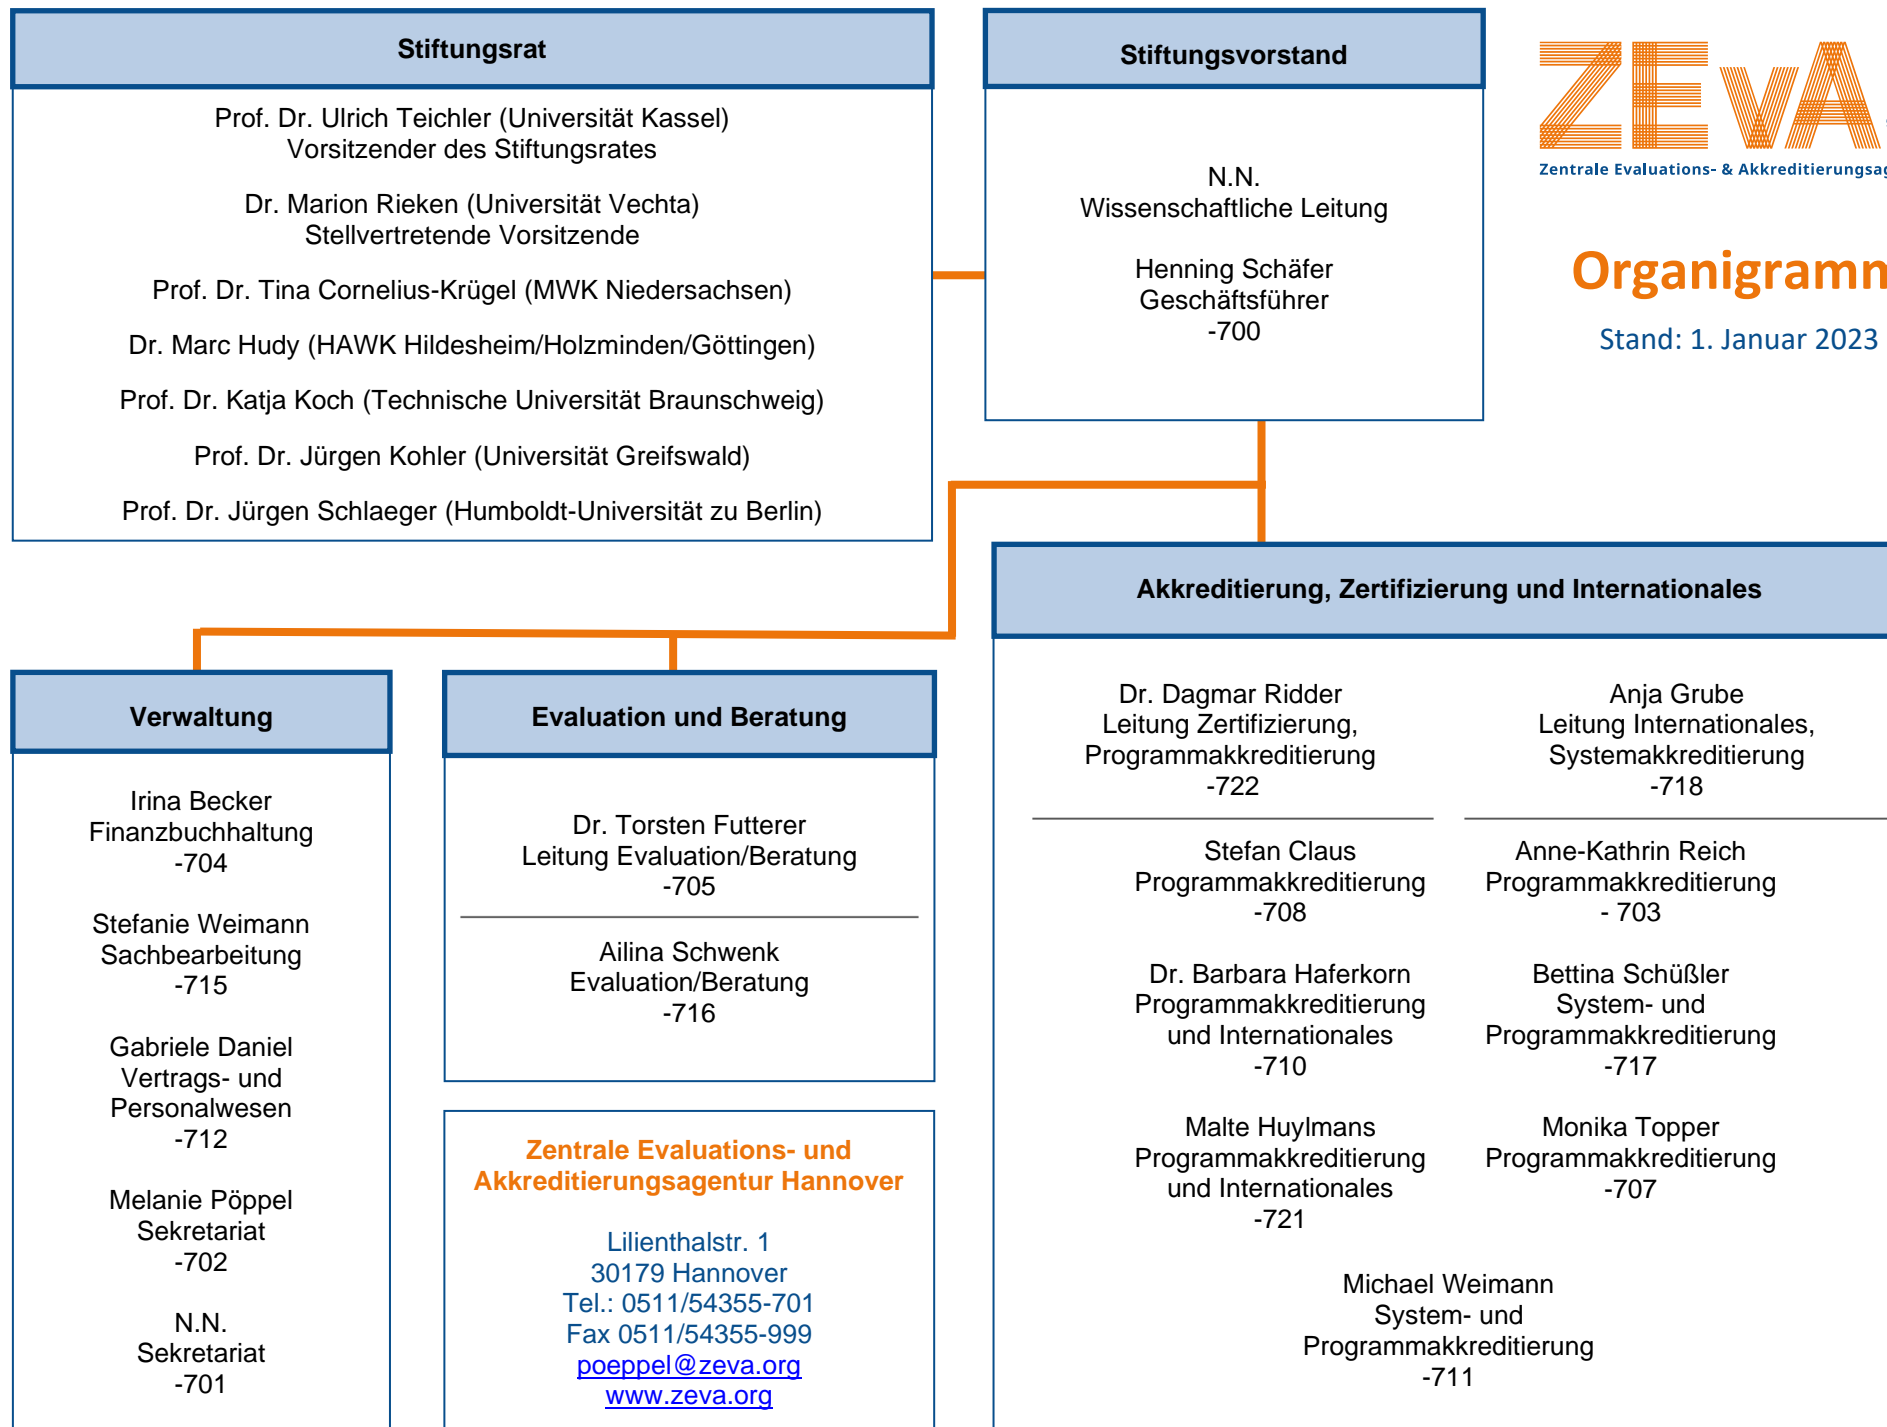 Stiftungsrat
Prof. Dr. Ulrich Teichler (Universität Kassel)
Vorsitzender des Stiftungsrates
Dr. Marion Rieken (Universität Vechta)
Stellvertretende Vorsitzende
Prof. Dr. Tina Cornelius-Krügel (MWK Niedersachsen)
Dr. Marc Hudy (HAWK Hildesheim/Holzminden/Göttingen)
Prof. Dr. Katja Koch (Technische Universität Braunschweig)
Prof. Dr. Jürgen Kohler (Universität Greifswald)
Prof. Dr. Jürgen Schlaeger (Humboldt-Universität zu Berlin)
Stiftungsvorstand
N.N.
Wissenschaftliche Leitung
Henning Schäfer
Geschäftsführer
-700
ZEvA
Zentrale Evaluations- & Akkreditierungsag
Organigramm
Stand: 1. Januar 2023
Verwaltung
Irina Becker
Finanzbuchhaltung
-704
Stefanie Weimann
Sachbearbeitung
-715
Gabriele Daniel
Vertrags- und
Personalwesen
-712
Melanie Pöppel
Sekretariat
-702
N.N.
Sekretariat
-701
Evaluation und Beratung
Dr. Torsten Futterer
Leitung Evaluation/Beratung
-705
Ailina Schwenk
Evaluation/Beratung
-716
Zentrale Evaluations- und
Akkreditierungsagentur Hannover
Lilienthalstr. 1
30179 Hannover
Tel.: 0511/54355-701
Fax 0511/54355-999
poeppel@zeva.org
www.zeva.org
Akkreditierung, Zertifizierung und Internationales
Dr. Dagmar Ridder
Leitung Zertifizierung,
Programmakkreditierung
-722
Anja Grube
Leitung Internationales,
Systemakkreditierung
-718
Stefan Claus
Programmakkreditierung
-708
Anne-Kathrin Reich
Programmakkreditierung
- 703
Dr. Barbara Haferkorn
Programmakkreditierung
und Internationales
-710
Bettina Schüßler
System- und
Programmakkreditierung
-717
Malte Huylmans
Programmakkreditierung
und Internationales
-721
Monika Topper
Programmakkreditierung
-707
Michael Weimann
System- und
Programmakkreditierung
-711